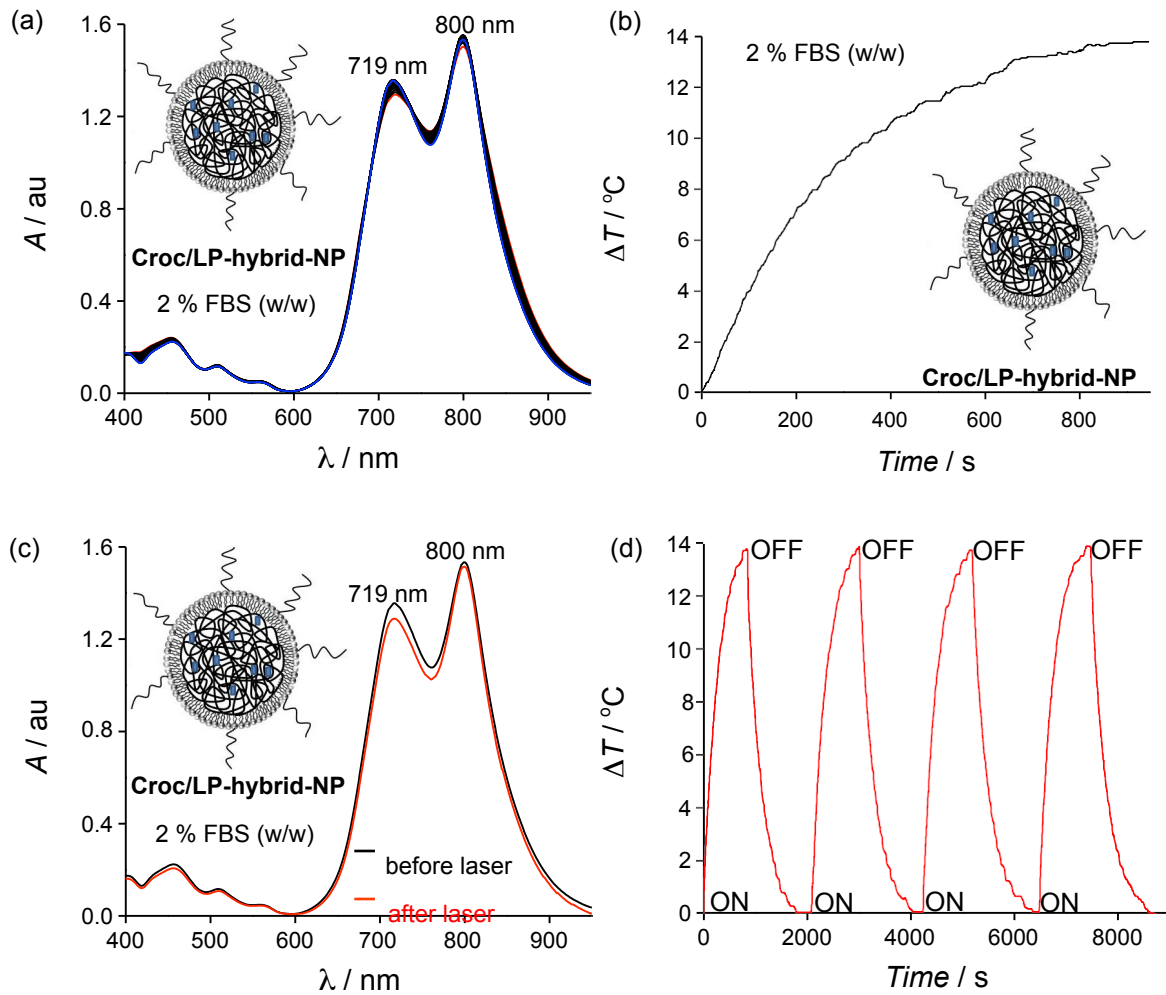 (a)
1.6
1.2
0.8
0.4
0.0
A / au
719 nm
800 nm
Croc/LP-hybrid-NP
2 % FBS (w/w)
400 500 600 700 800 900
λ / nm
(b)
14
12
10
8
6
4
2
0
ΔT / ºC
2 % FBS (w/w)
Croc/LP-hybrid-NP
0 200 400 600 800
Time / s
(c)
1.6
1.2
0.8
0.4
0.0
A / au
719 nm
800 nm
Croc/LP-hybrid-NP
2 % FBS (w/w)
before laser
after laser
400 500 600 700 800 900
λ / nm
(d)
14
12
10
8
6
4
2
0
ΔT / ºC
OFF OFF OFF OFF
ON ON ON ON
0 2000 4000 6000 8000
Time / s